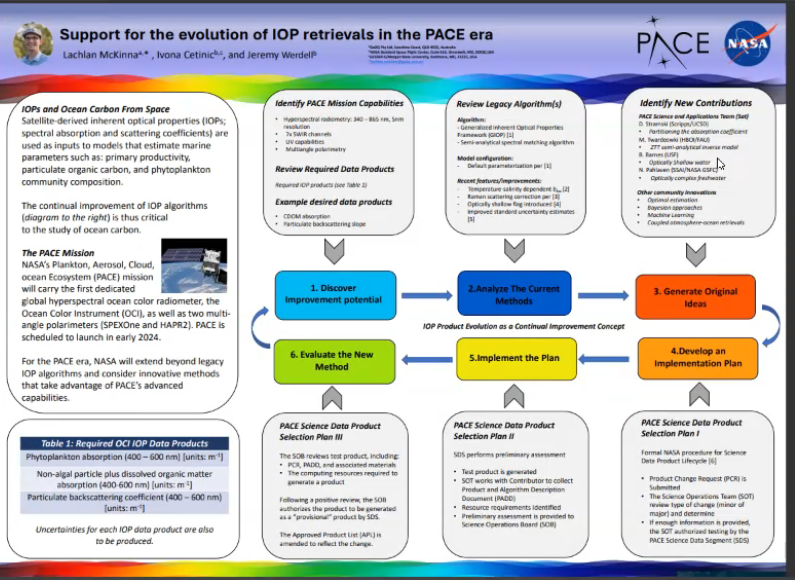 Support for the evolution of IOP retrievals in the PACE era
Lachlan McKinna, Ivona Cetinić, and Jeremy Werdell
PACE
NASA
IOPs and Ocean Carbon From Space
Satellite-derived inherent optical properties (IOPs;
spectral absorption and scattering coefficients) are
used as inputs to models that estimate marine
parameters such as: primary productivity,
particulate organic carbon, and phytoplankton
community composition.
The continual improvement of IOP algorithms
(diagram to the right) is thus critical
to the study of ocean carbon.
The PACE Mission
NASA's Plankton, Aerosol, Cloud,
ocean Ecosystem (PACE) mission
will carry the first dedicated
global hyperspectral ocean color radiometer, the
Ocean Color Instrument (OCI), as well as two multi-
angle polarimeters (SPEXOne and HAPR2). PACE is
scheduled to launch in early 2024.
For the PACE era, NASA will extend beyond legacy
IOP algorithms and consider innovative methods
that take advantage of PACE's advanced
capabilities.
Table 1: Required OCI IOP Data Products
Phytoplankton absorption (400 – 600 nm) [units: m⁻¹]
Non-algal particle plus dissolved organic matter
absorption (400-600 nm) [units: m⁻¹]
Particulate backscattering coefficient (400 – 600 nm)
[units: m⁻¹]
Uncertainties for each IOP data product are also
to be produced.
Identify PACE Mission Capabilities
• Hyperspectral radiometry: 340 – 865 nm, 5nm
resolution
• 7x SWIR channels
• UV capabilities
• Multiangle polarimetry
Review Required Data Products
Required IOP products (see Table 1)
Example desired data products
• CDOM absorption
• Particulate backscattering slope
Review Legacy Algorithm(s)
Algorithm:
- Generalized Inherent Optical Properties
Framework (GIOP) [1]
- Semi-analytical spectral matching algorithm
Model configuration:
- Default parameterization per [1]
Recent features/improvements:
- Temperature salinity dependent [2]
- Raman scattering correction per [3]
- Optically shallow flag introduced [4]
- Improved standard uncertainty estimates
[5]
Identify New Contributions
PACE Science and Applications Team (SAT)
D. Stramski (Scripps/UCSD)
• Partitioning the absorption coefficient
M. Twardowski (HBOI/FAU)
• ZTT semi-analytical inverse model
B. Barnes (USF)
• Optically Shallow water
N. Pahlevan (SSAI/NASA GSFC)
• Optically complex freshwater
Other community innovations
• Optimal estimation
• Bayesian approaches
• Machine Learning
• Coupled atmosphere-ocean retrievals
1. Discover
Improvement potential
2.Analyze The Current
Methods
3. Generate Original
Ideas
IOP Product Evolution as a Continual Improvement Concept
6. Evaluate the New
Method
5.Implement the Plan
4.Develop an
Implementation Plan
PACE Science Data Product
Selection Plan III
The SOB reviews test product, including:
• PCR, PADD, and associated materials
• The computing resources required to
generate a product
Following a positive review, the SOB
authorizes the product to be generated
as a "provisional" product by SDS.
The Approved Product List (APL) is
amended to reflect the change.
PACE Science Data Product
Selection Plan II
SDS performs preliminary assessment
• Test product is generated
• SOT works with Contributor to collect
Product and Algorithm Description
Document (PADD)
• Resource requirements identified
• Preliminary assessment is provided to
Science Operations Board (SOB)
PACE Science Data Product
Selection Plan I
Formal NASA procedure for Science
Data Product Lifecycle [6]
• Product Change Request (PCR) is
Submitted
• The Science Operations Team (SOT)
review type of change (minor of
major) and determine
• If enough information is provided,
the SOT authorized testing by the
PACE Science Data Segment (SDS)